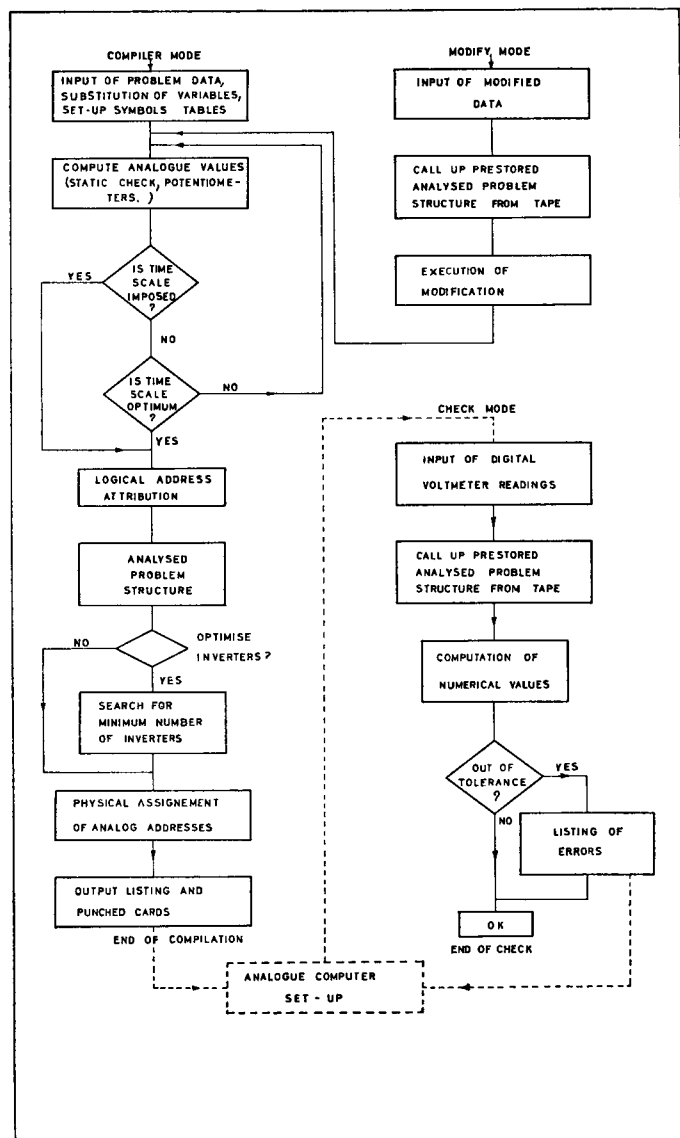 COMPILER MODE
INPUT OF PROBLEM DATA,
SUBSTITUTION OF VARIABLES,
SET-UP SYMBOLS TABLES
COMPUTE ANALOGUE VALUES
(STATIC CHECK, POTENTIOME-
TERS. )
YES
IS TIME
SCALE
IMPOSED
?
NO
IS TIME
SCALE
OPTIMUM
?
NO
YES
LOGICAL ADDRESS
ATTRIBUTION
ANALYSED
PROBLEM
STRUCTURE
NO
OPTIMISE
INVERTERS?
YES
SEARCH FOR
MINIMUM NUMBER
OF INVERTERS
PHYSICAL ASSIGNEMENT
OF ANALOG ADDRESSES
OUTPUT LISTING AND
PUNCHED CARDS
END OF COMPILATION
MODIFY MODE
INPUT OF MODIFIED
DATA
CALL UP PRESTORED
ANALYSED PROBLEM
STRUCTURE FROM TAPE
EXECUTION OF
MODIFICATION
CHECK MODE
INPUT OF DIGITAL
VOLTMETER READINGS
CALL UP PRESTORED
ANALYSED PROBLEM
STRUCTURE FROM TAPE
COMPUTATION OF
NUMERICAL VALUES
OUT OF
TOLERANCE
?
YES
NO
LISTING OF
ERRORS
OK
END OF CHECK
ANALOGUE COMPUTER
SET - UP